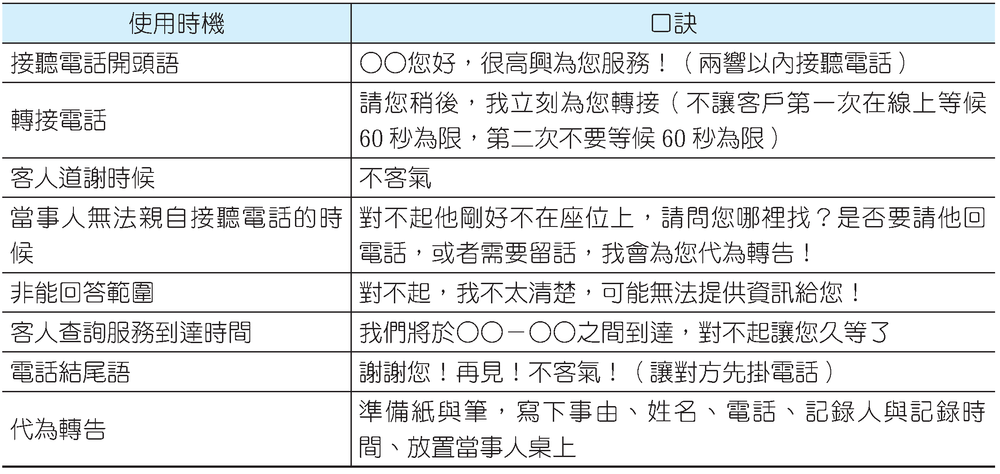 使用時機
口訣
接聽電話開頭語
○○您好，很高興為您服務！（兩響以內接聽電話）
轉接電話
請您稍後，我立刻為您轉接（不讓客戶第一次在線上等候
60 秒為限，第二次不要等候 60 秒為限）
客人道謝時候
不客氣
當事人無法親自接聽電話的時
候
對不起他剛好不在座位上，請問您哪裡找？是否要請他回
電話，或者需要留話，我會為您代為轉告！
非能回答範圍
對不起，我不太清楚，可能無法提供資訊給您！
客人查詢服務到達時間
我們將於○○－○○之間到達，對不起讓您久等了
電話結尾語
謝謝您！再見！不客氣！（讓對方先掛電話）
代為轉告
準備紙與筆，寫下事由、姓名、電話、記錄人與記錄時
間、放置當事人桌上